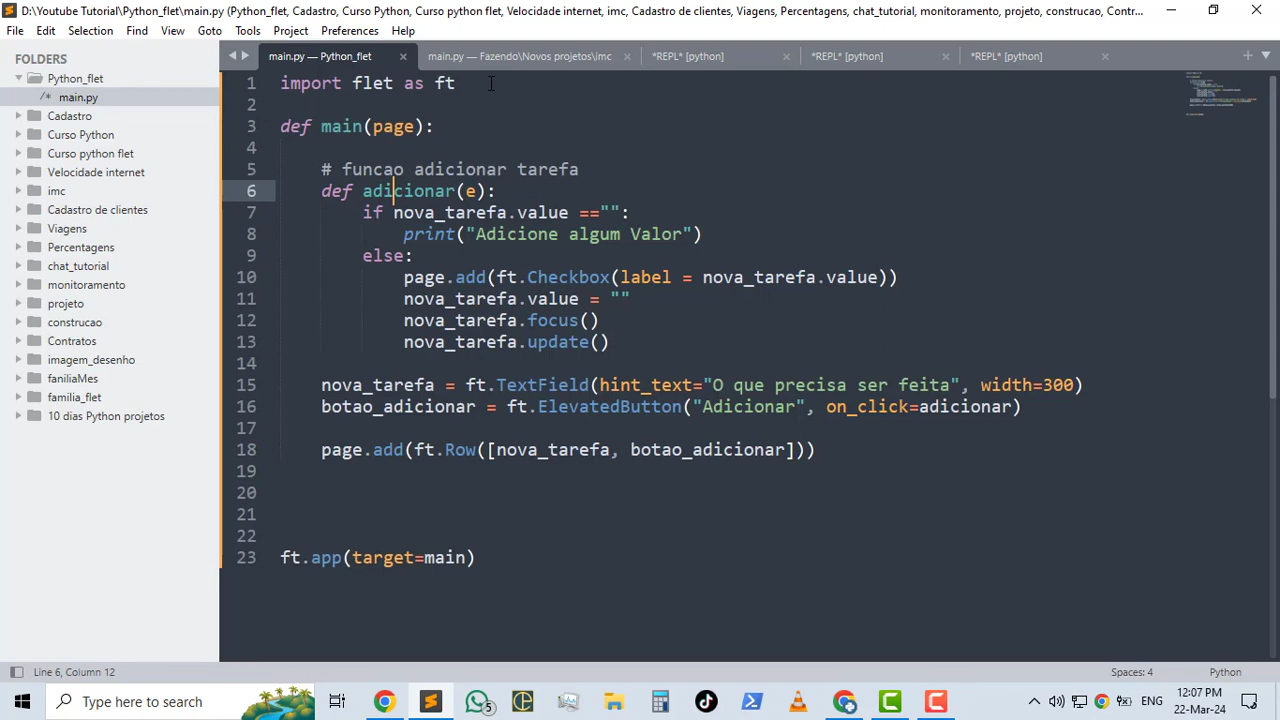 D:\Youtube Tutorial\Python_flet\main.py (Python_flet, Cadastro, Curso Python, Curso python flet, Velocidade internet, imc, Cadastro de clientes, Viagens, Percentagens, chat_tutorial, monitoramento, projeto, construcao, Contr...
File Edit Selection Find View Goto Tools Project Preferences Help
FOLDERS
Python_flet
/* main.py
Cadastro
Curso Python
Curso python flet
Velocidade internet
imc
Cadastro de clientes
Viagens
Percentagens
chat_tutorial
monitoramento
projeto
construcao
Contratos
imagem_desenho
faniliaMes
familia_flet
10 dias Python projetos
main.py — Python_flet main.py — Fazendo\Novos projetos\imc *REPL* [python] *REPL* [python] *REPL* [python]
1 import flet as ft
2
3 def main(page):
4
5 # funcao adicionar tarefa
6 def adicionar(e):
7 if nova_tarefa.value =="":
8 print("Adicione algum Valor")
9 else:
10 page.add(ft.Checkbox(label = nova_tarefa.value))
11 nova_tarefa.value = ""
12 nova_tarefa.focus()
13 nova_tarefa.update()
14
15 nova_tarefa = ft.TextField(hint_text="O que precisa ser feita", width=300)
16 botao_adicionar = ft.ElevatedButton("Adicionar", on_click=adicionar)
17
18 page.add(ft.Row([nova_tarefa, botao_adicionar]))
19
20
21
22
23 ft.app(target=main)
Line 6, Column 12 Spaces: 4 Python
Type here to search 5 ENG 12:07 PM
22-Mar-24